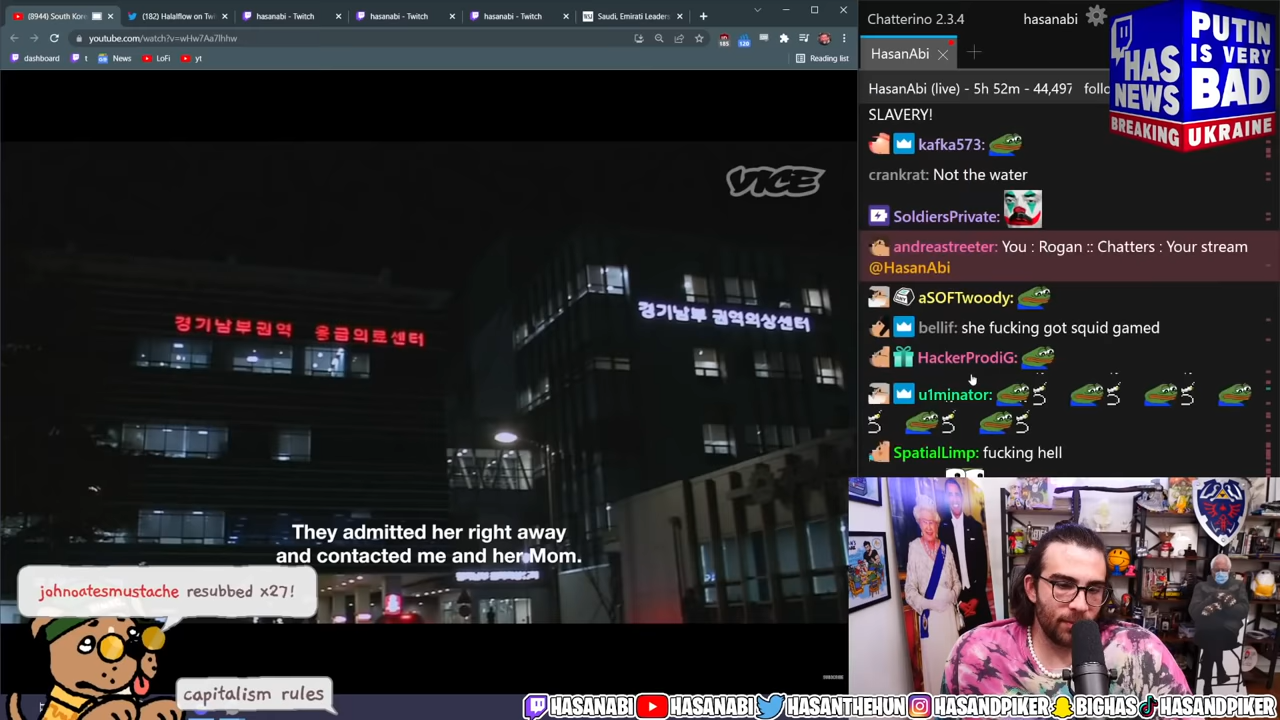 (8944) South Kore
(182) Halalflow on Tw
hasanabi - Twitch
hasanabi - Twitch
hasanabi - Twitch
Saudi, Emirati Leaders
youtube.com/watch?v=wHw7Aa7lhhw
185
128
dashboard
t
News
LoFi
yt
Reading list
VICE
경기남부권역 응급의료센터
경기남부 권역외상센터
They admitted her right away
and contacted me and her Mom.
johnoatesmustache resubbed x27!
capitalism rules
Chatterino 2.3.4
hasanabi
HasanAbi
HasanAbi (live) - 5h 52m - 44,497 follo
SLAVERY!
kafka573:
crankrat: Not the water
SoldiersPrivate:
andreastreeter: You : Rogan :: Chatters : Your stream
@HasanAbi
aSOFTwoody:
bellif: she fucking got squid gamed
HackerProdiG:
u1minator:
SpatialLimp: fucking hell
HAS
NEWS
BREAKING
PUTIN
IS VERY
BAD
UKRAINE
HASANABI HASANABI HASANTHEHUN HASANDPIKER BIGHAS HASANDPIKER